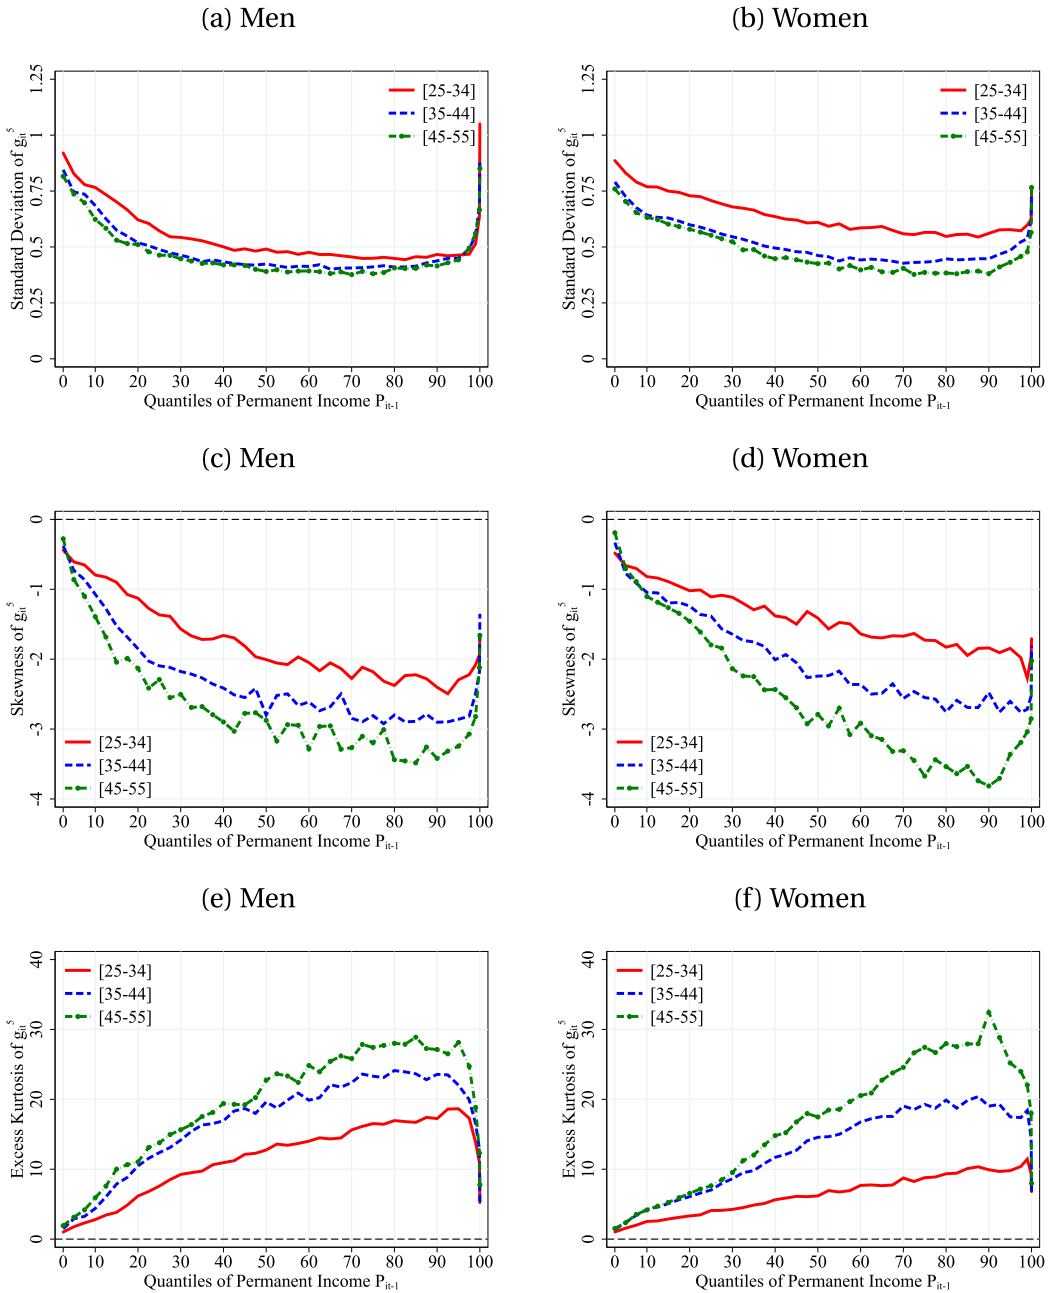 (a) Men
(b) Women
Standard Deviation of g_it^5
1.25
1
0.75
0.5
0.25
0
[25-34]
[35-44]
[45-55]
0 10 20 30 40 50 60 70 80 90 100
Quantiles of Permanent Income P_it-1
Standard Deviation of g_it^5
1.25
1
0.75
0.5
0.25
0
[25-34]
[35-44]
[45-55]
0 10 20 30 40 50 60 70 80 90 100
Quantiles of Permanent Income P_it-1
(c) Men
(d) Women
Skewness of g_it^5
0
-1
-2
-3
-4
[25-34]
[35-44]
[45-55]
0 10 20 30 40 50 60 70 80 90 100
Quantiles of Permanent Income P_it-1
Skewness of g_it^5
0
-1
-2
-3
-4
[25-34]
[35-44]
[45-55]
0 10 20 30 40 50 60 70 80 90 100
Quantiles of Permanent Income P_it-1
(e) Men
(f) Women
Excess Kurtosis of g_it^5
40
30
20
10
0
[25-34]
[35-44]
[45-55]
0 10 20 30 40 50 60 70 80 90 100
Quantiles of Permanent Income P_it-1
Excess Kurtosis of g_it^5
40
30
20
10
0
[25-34]
[35-44]
[45-55]
0 10 20 30 40 50 60 70 80 90 100
Quantiles of Permanent Income P_it-1